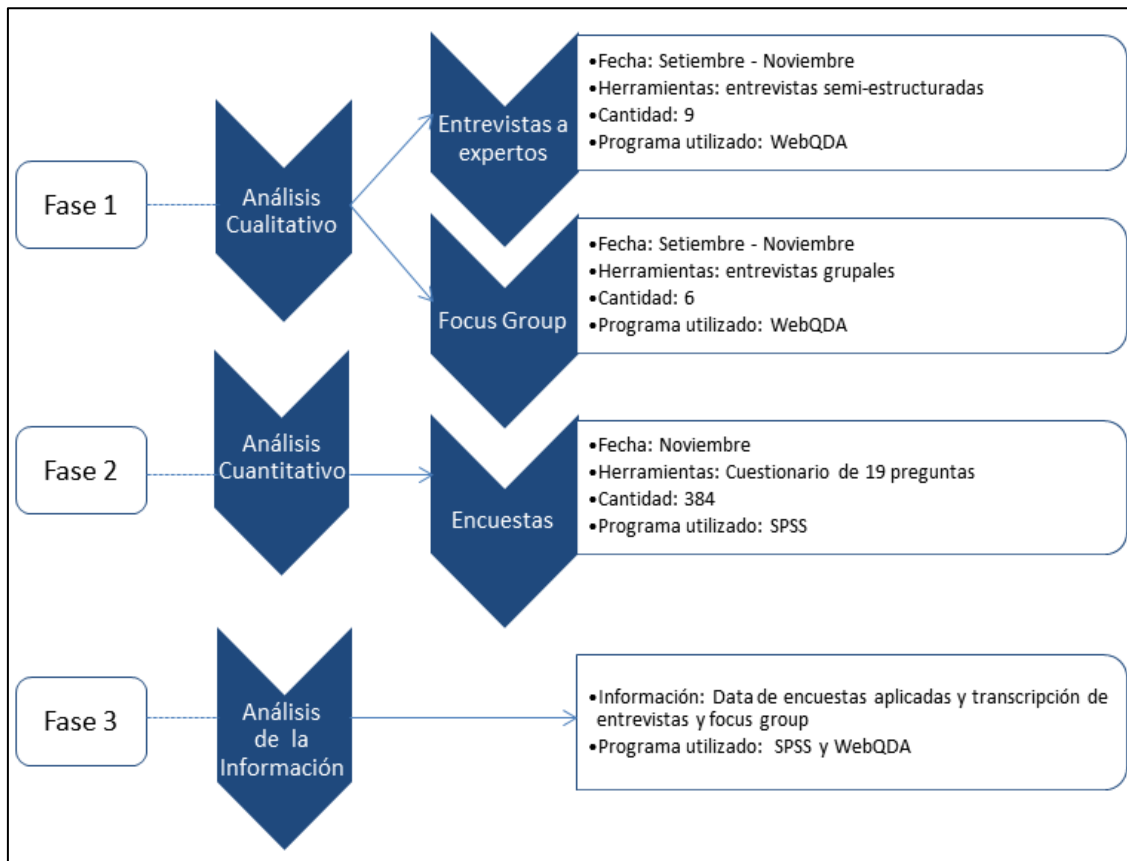 Fase 1
Análisis
Cualitativo
Entrevistas a
expertos
•Fecha: Setiembre - Noviembre
•Herramientas: entrevistas semi-estructuradas
•Cantidad: 9
•Programa utilizado: WebQDA
Focus Group
•Fecha: Setiembre - Noviembre
•Herramientas: entrevistas grupales
•Cantidad: 6
•Programa utilizado: WebQDA
Fase 2
Análisis
Cuantitativo
Encuestas
•Fecha: Noviembre
•Herramientas: Cuestionario de 19 preguntas
•Cantidad: 384
•Programa utilizado: SPSS
Fase 3
Análisis
de la
Información
•Información: Data de encuestas aplicadas y transcripción de
entrevistas y focus group
•Programa utilizado: SPSS y WebQDA